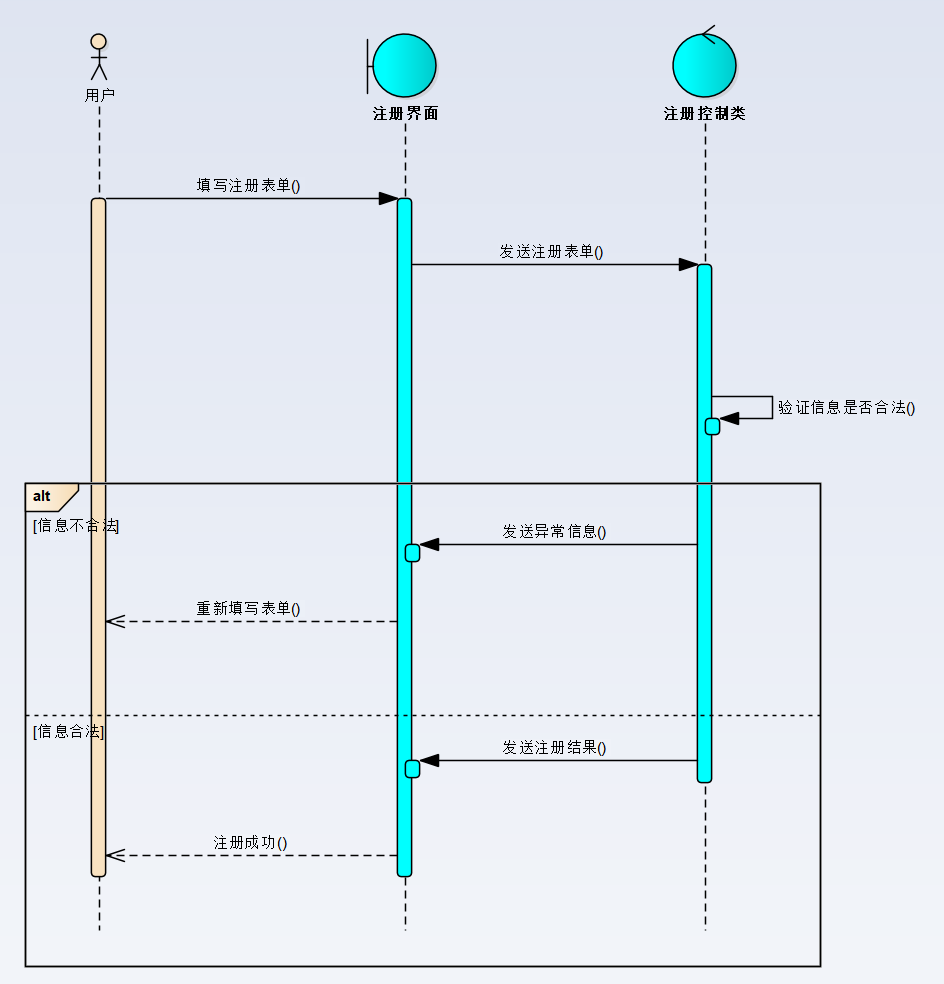 用户
注册界面
注册控制类
填写注册表单()
发送注册表单()
验证信息是否合法()
alt
[信息不合法]
发送异常信息()
重新填写表单()
[信息合法]
发送注册结果()
注册成功()